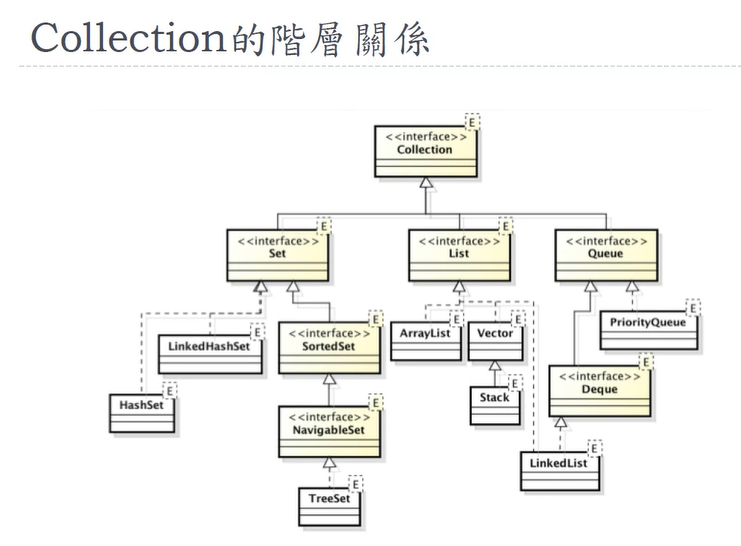 Collection的階層關係
E
<<interface>>
Collection
E
<<interface>>
Set
E
<<interface>>
List
<<interface>>
Queue
E
LinkedHashSet
E
<<interface>>
SortedSet
E
ArrayList
E
Vector
E
PriorityQueue
E
HashSet
E
<<interface>>
NavigableSet
E
Stack
E
<<interface>>
Deque
E
LinkedList
E
TreeSet